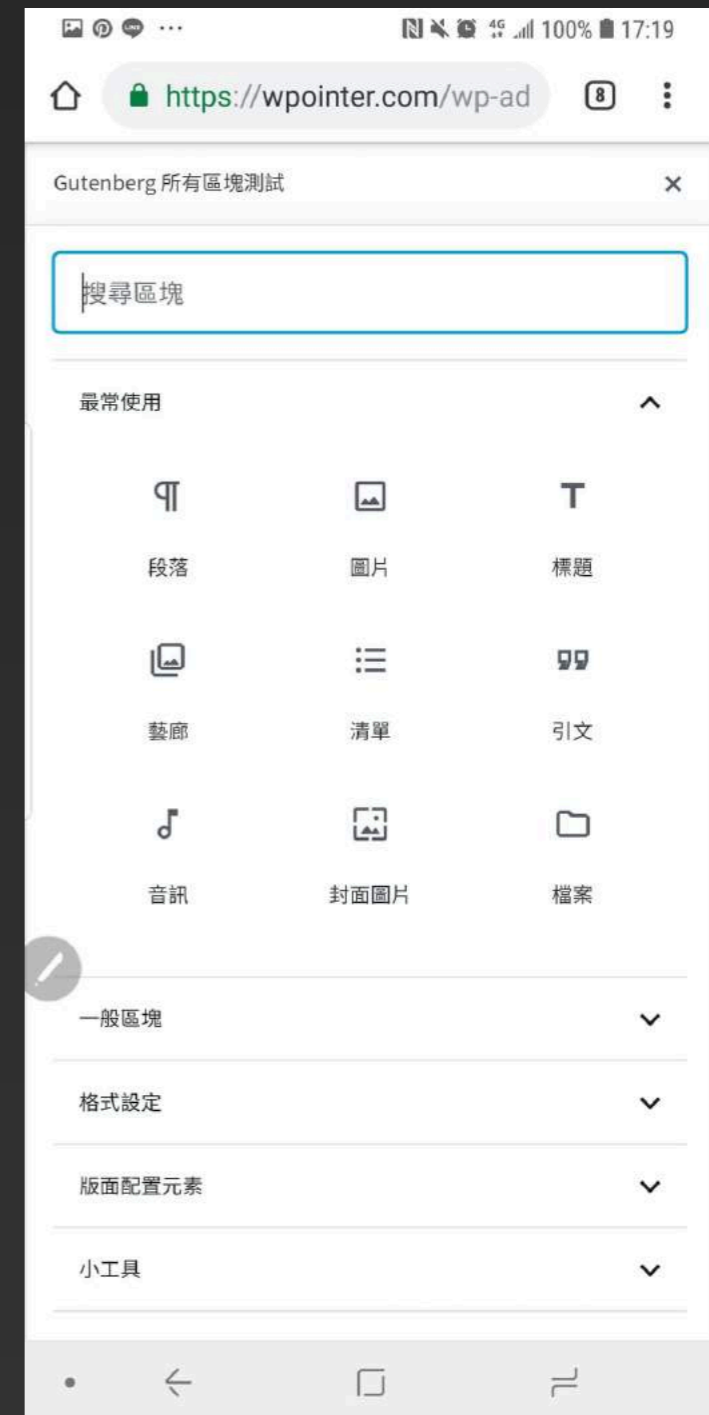 LINE ... 4G 100% 17:19
https://wpointer.com/wp-ad 8
Gutenberg 所有區塊測試
搜尋區塊
最常使用
段落 圖片 標題
藝廊 清單 引文
音訊 封面圖片 檔案
一般區塊
格式設定
版面配置元素
小工具